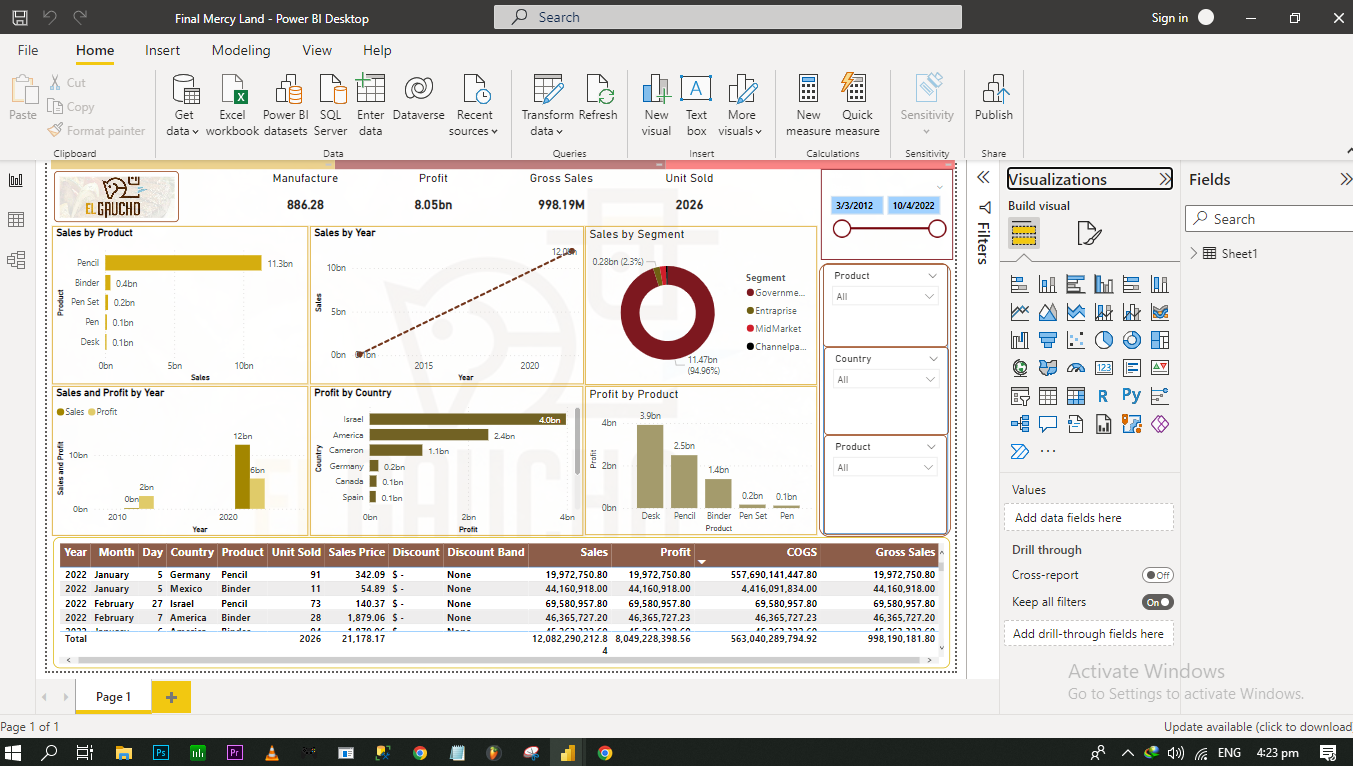 Final Mercy Land - Power BI Desktop
Search
Sign in
File Home Insert Modeling View Help
Paste
Cut
Copy
Format painter
Clipboard
Get data
Excel workbook
Power BI datasets
SQL Server
Enter data
Dataverse
Recent sources
Data
Transform data
Refresh
Queries
New visual
Text box
More visuals
Insert
New measure
Quick measure
Calculations
Sensitivity
Sensitivity
Publish
Share
EL GAUCHO
Manufacture
886.28
Profit
8.05bn
Gross Sales
998.19M
Unit Sold
2026
3/3/2012
10/4/2022
Sales by Product
Product
Pencil 11.3bn
Binder 0.4bn
Pen Set 0.2bn
Pen 0.1bn
Desk 0.1bn
0bn 5bn 10bn
Sales
Sales by Year
Sales
10bn
5bn
0bn
2015 2020
Year
Sales by Segment
0.28bn (2.3%)
11.47bn
(94.96%)
Segment
Governme...
Entraprise
MidMarket
Channelpa...
Product
All
Country
All
Product
All
Sales and Profit by Year
Sales Profit
Sales and Profit
10bn
0bn
0bn
2bn
12bn
6bn
2010 2020
Year
Profit by Country
Country
Israel 4.0bn
America 2.4bn
Cameron 1.1bn
Germany 0.2bn
Canada 0.1bn
Spain 0.1bn
0bn 2bn 4bn
Profit
Profit by Product
Profit
4bn
2bn
0bn
3.9bn
2.5bn
1.4bn
0.2bn
0.1bn
Desk Pencil Binder Pen Set Pen
Product
EL GAUCHO
Year Month Day Country Product Unit Sold Sales Price Discount Discount Band Sales Profit COGS Gross Sales
2022 January 5 Germany Pencil 91 342.09 $ - None 19,972,750.80 19,972,750.80 557,690,141,447.80 19,972,750.80
2022 January 5 Mexico Binder 11 54.89 $ - None 44,160,918.00 44,160,918.00 4,416,091,834.00 44,160,918.00
2022 February 27 Israel Pencil 73 140.37 $ - None 69,580,957.80 69,580,957.80 69,580,957.80 69,580,957.80
2022 February 7 America Binder 28 1,879.06 $ - None 46,365,727.20 46,365,727.23 46,365,727.23 46,365,727.20
Total 2026 21,178.17 12,082,290,212.8 8,049,228,398.56 563,040,289,794.92 998,190,181.80
4
Filters
Visualizations
Build visual
123
R
Py
Values
Add data fields here
Drill through
Cross-report
Off
Keep all filters
On
Add drill-through fields here
Fields
Search
Sheet1
Activate Windows
Go to Settings to activate Windows.
Page 1
Page 1 of 1
Update available (click to download
Ps
Pr
ENG
4:23 pm